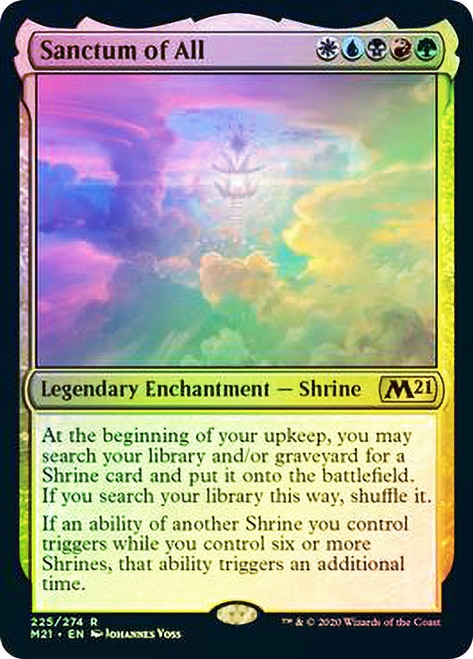 Sanctum of All
Legendary Enchantment — Shrine
M21
At the beginning of your upkeep, you may
search your library and/or graveyard for a
Shrine card and put it onto the battlefield.
If you search your library this way, shuffle it.
If an ability of another Shrine you control
triggers while you control six or more
Shrines, that ability triggers an additional
time.
225/274 R
M21 • EN Johannes Voss
™ & © 2020 Wizards of the Coast